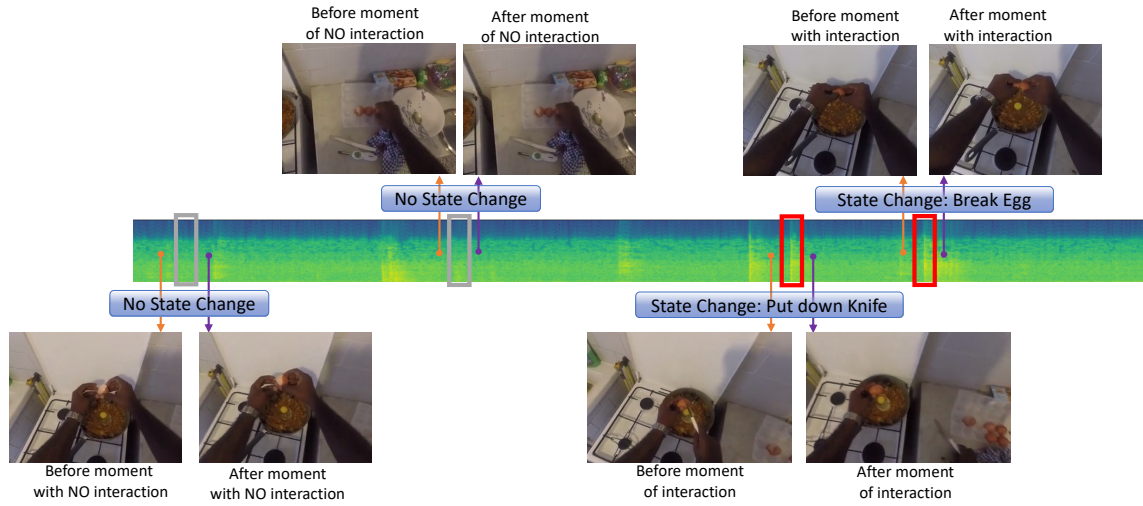 Before moment
of NO interaction
After moment
of NO interaction
Before moment
with interaction
After moment
with interaction
No State Change
State Change: Break Egg
No State Change
State Change: Put down Knife
Before moment
with NO interaction
After moment
with NO interaction
Before moment
of interaction
After moment
of interaction